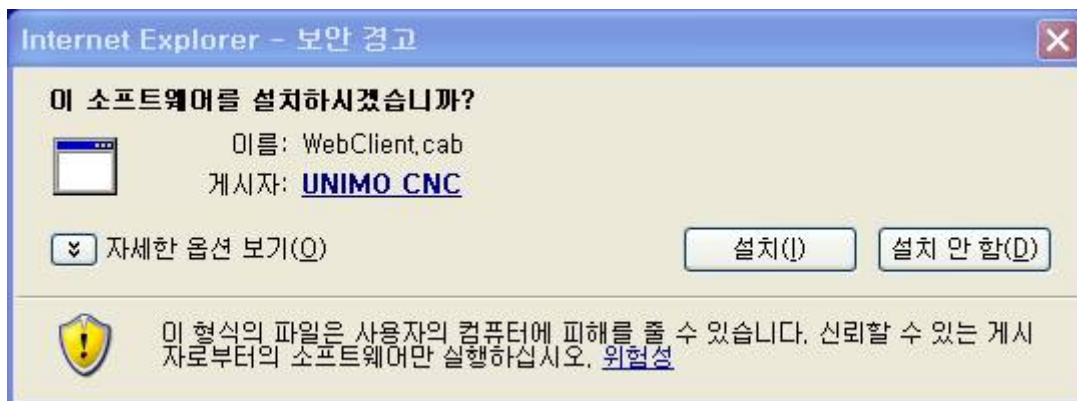 Internet Explorer - 보안 경고
이 소프트웨어를 설치하시겠습니까?
이름: WebClient.cab
게시자: UNIMO CNC
자세한 옵션 보기(O)
설치(I)
설치 안 함(D)
이 형식의 파일은 사용자의 컴퓨터에 피해를 줄 수 있습니다. 신뢰할 수 있는 게시
자로부터의 소프트웨어만 실행하십시오. 위험성